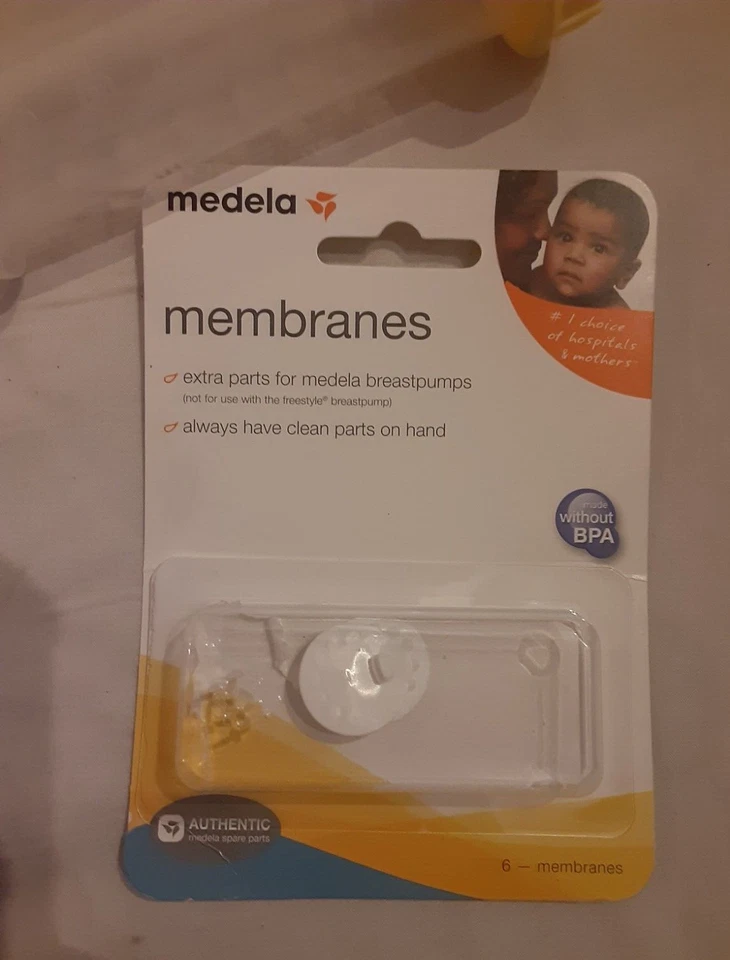 medela
# 1 choice
of hospitals
& mothers
membranes
extra parts for medela breastpumps
(not for use with the freestyle® breastpump)
always have clean parts on hand
made
without
BPA
AUTHENTIC
medela spare parts
6 — membranes